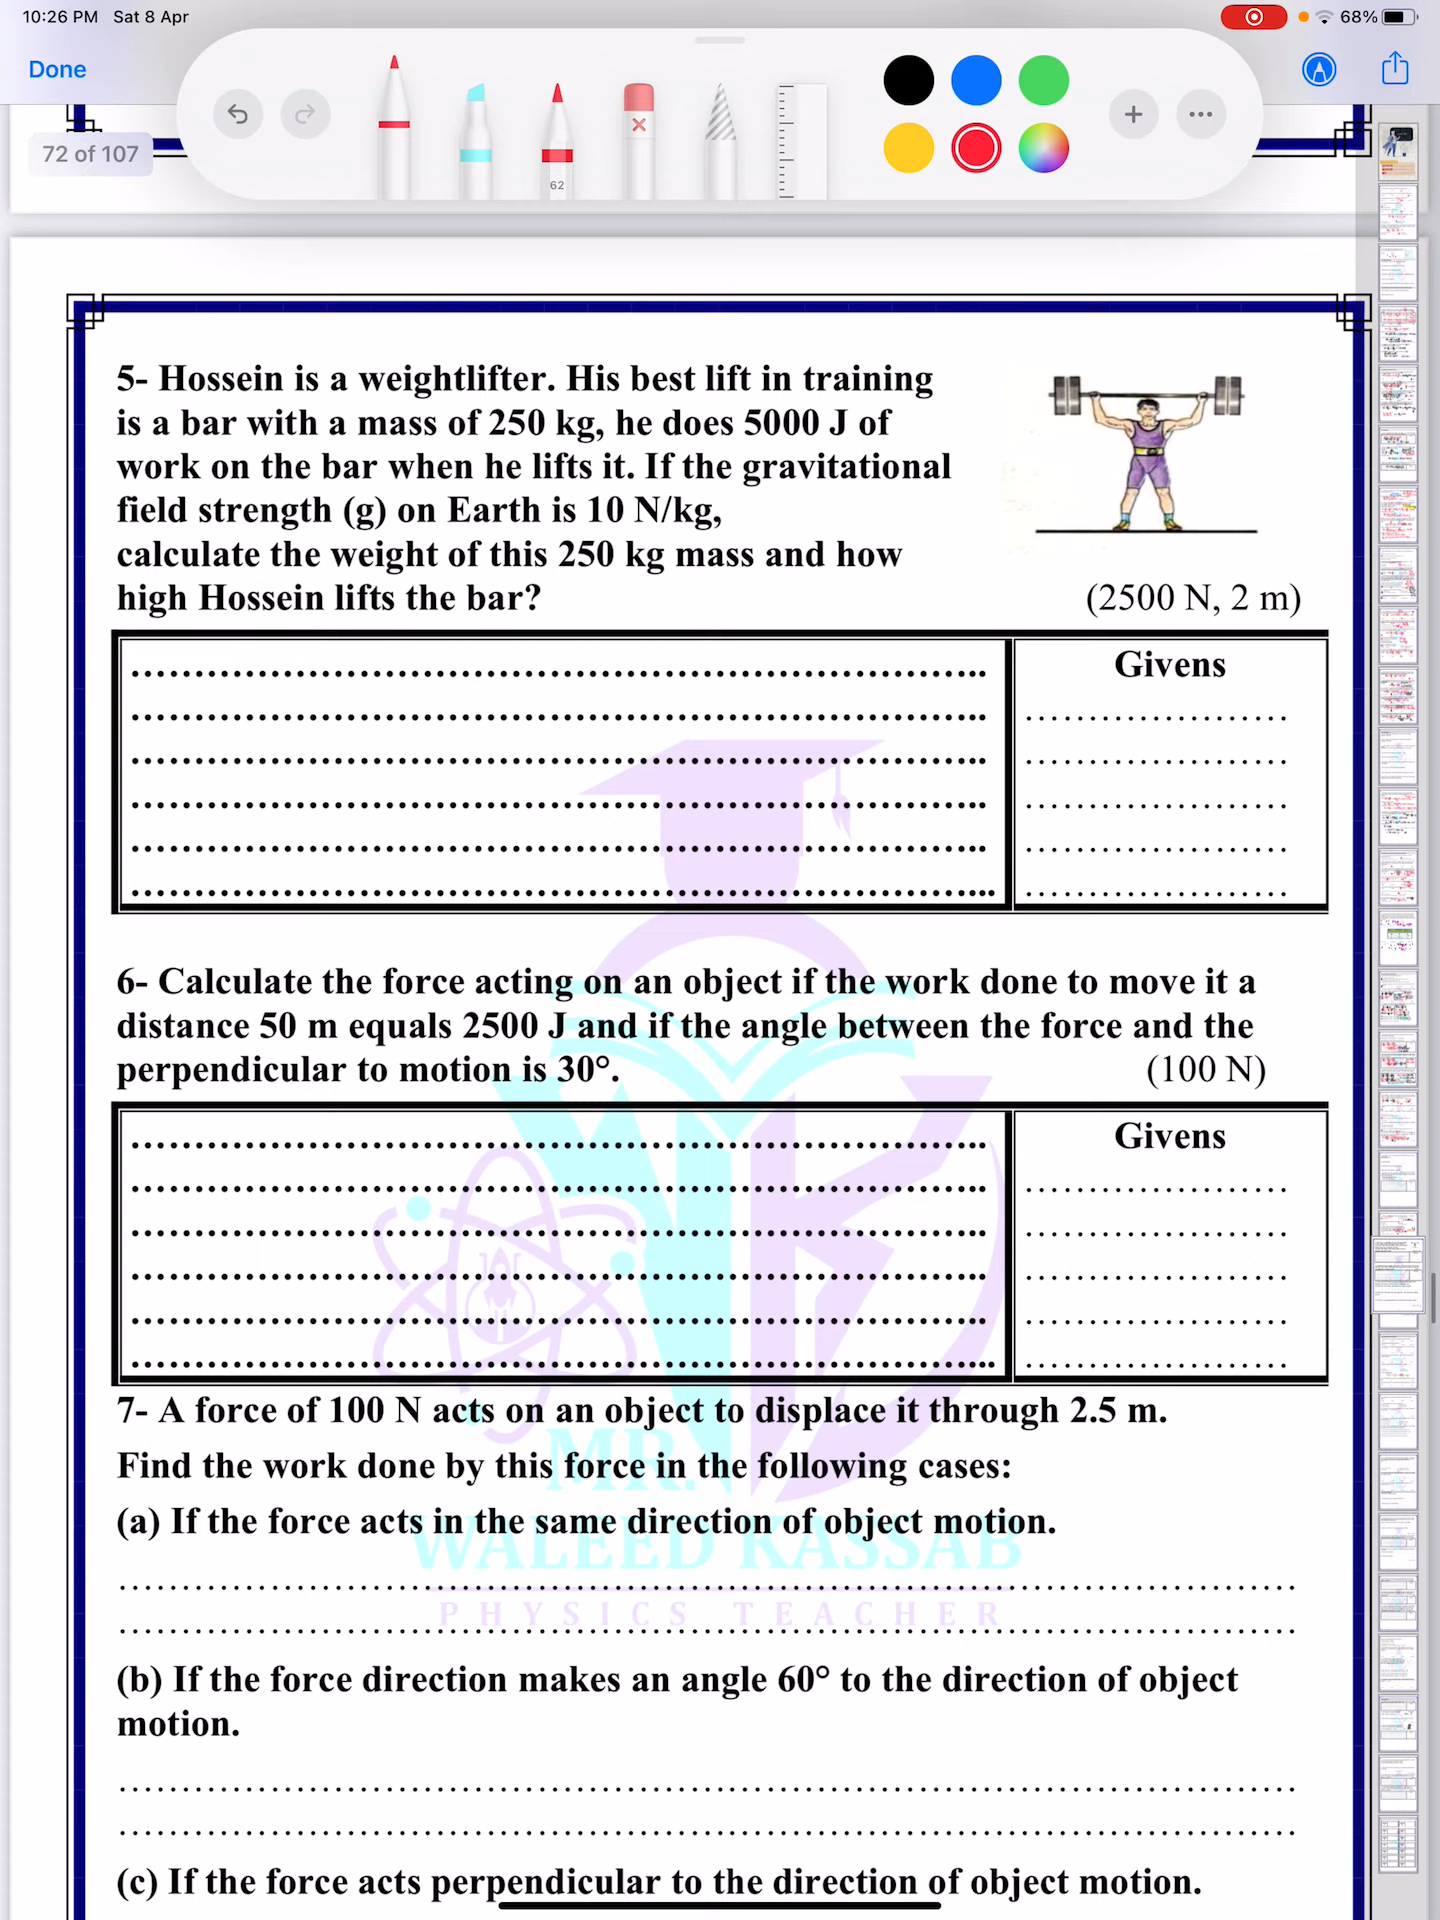 10:26 PM Sat 8 Apr
68%
Done
72 of 107
62
5- Hossein is a weightlifter. His best lift in training
is a bar with a mass of 250 kg, he does 5000 J of
work on the bar when he lifts it. If the gravitational
field strength (g) on Earth is 10 N/kg,
calculate the weight of this 250 kg mass and how
high Hossein lifts the bar?
(2500 N, 2 m)
Givens
6- Calculate the force acting on an object if the work done to move it a
distance 50 m equals 2500 J and if the angle between the force and the
perpendicular to motion is 30°.
(100 N)
Givens
7- A force of 100 N acts on an object to displace it through 2.5 m.
Find the work done by this force in the following cases:
(a) If the force acts in the same direction of object motion.
(b) If the force direction makes an angle 60° to the direction of object
motion.
(c) If the force acts perpendicular to the direction of object motion.
MR.
WALEED KASSAB
PHYSICS TEACHER